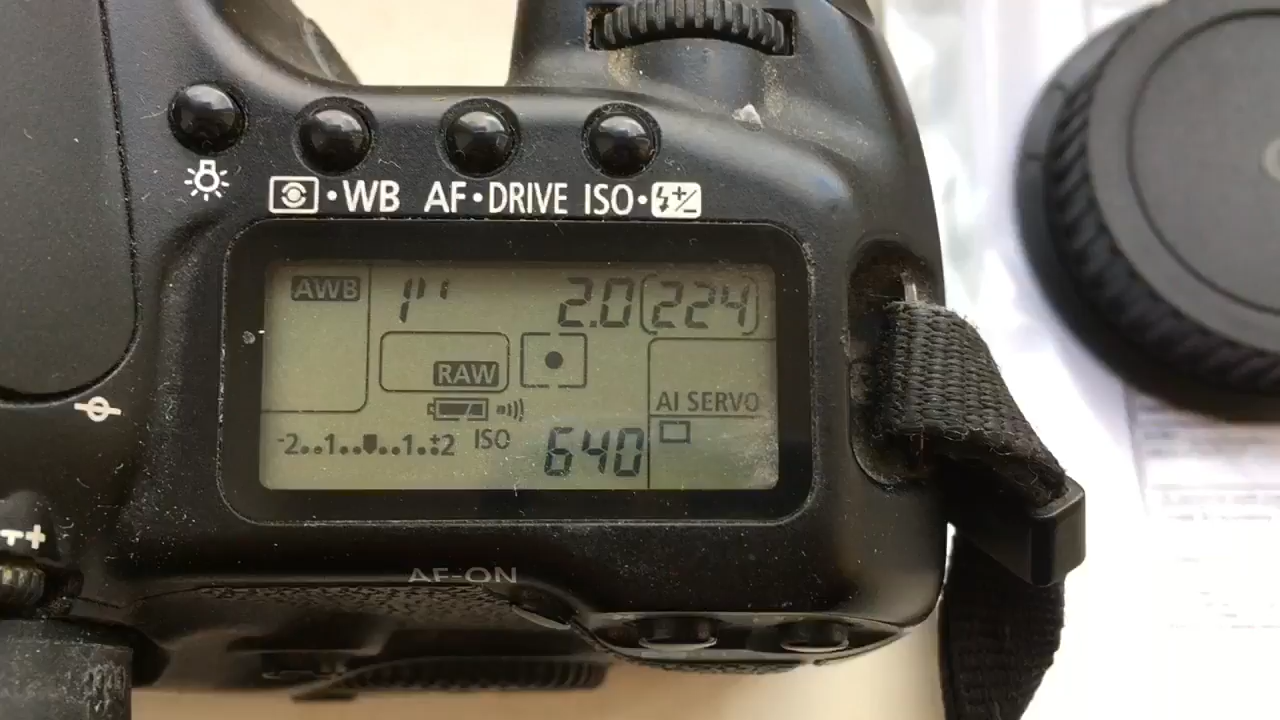 WB AF•DRIVE ISO•
AWB 1" 2.0 (224)
RAW
AI SERVO
-2..1..▼..1..±2 ISO 640
AF-ON